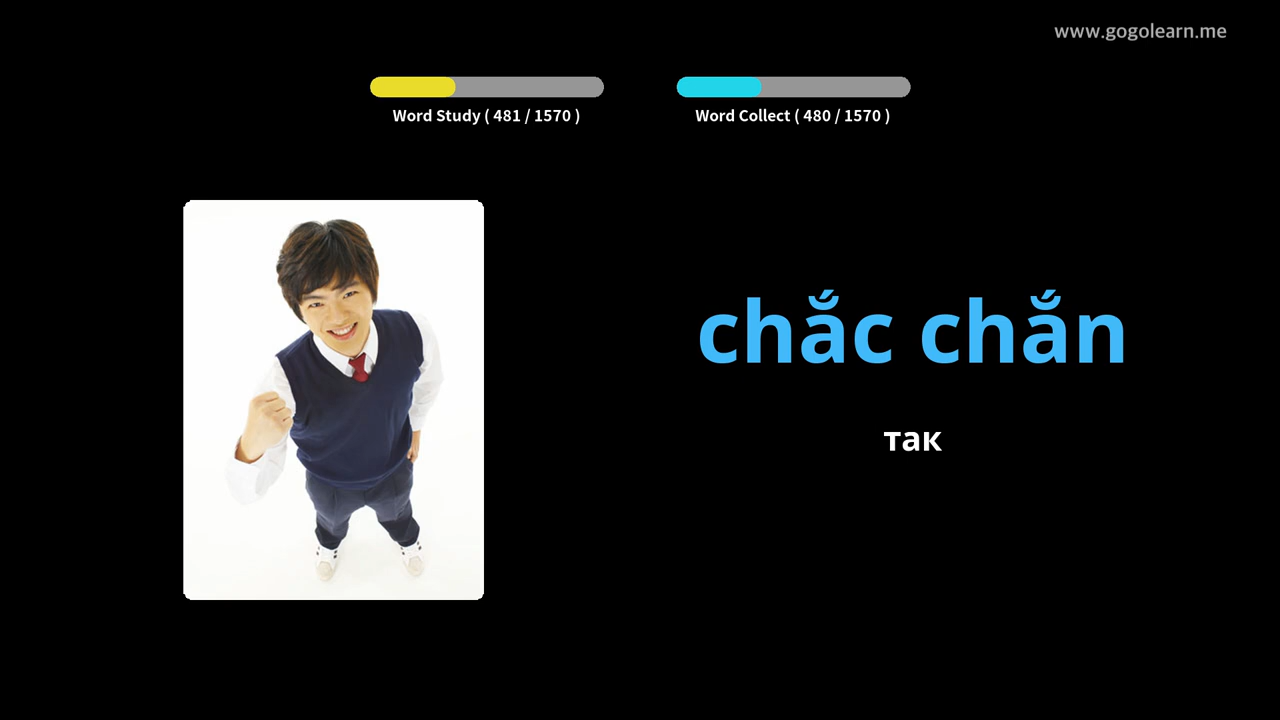 www.gogolearn.me
Word Study ( 481 / 1570 )
Word Collect ( 480 / 1570 )
chắc chắn
так